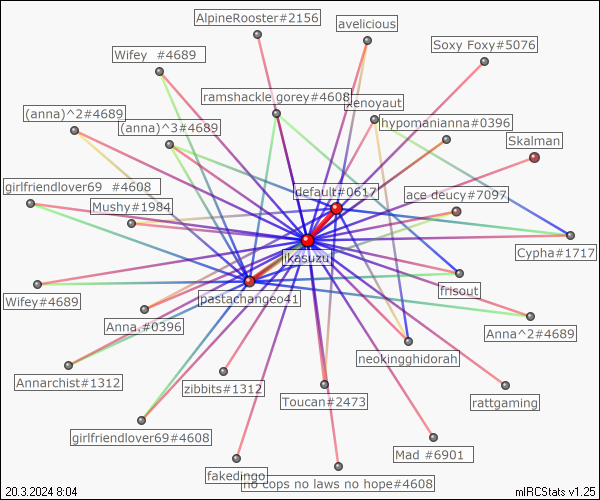 AlpineRooster#2156
avelicious
Soxy Foxy#5076
Wifey  #4689
ramshackle gorey#4608
xenoyaut
(anna)^2#4689
(anna)^3#4689
hypomanianna#0396
Skalman
girlfriendlover69  #4608
default#0617
ace deucy#7097
Mushy#1984
ikasuzu
Cypha#1717
Wifey#4689
pastachangeo41
frisout
Anna.#0396
Anna^2#4689
neokingghidorah
Annarchist#1312
zibbits#1312
Toucan#2473
rattgaming
girlfriendlover69#4608
Mad #6901
fakedingo
no cops no laws no hope#4608
20.3.2024 8:04
mIRCStats v1.25